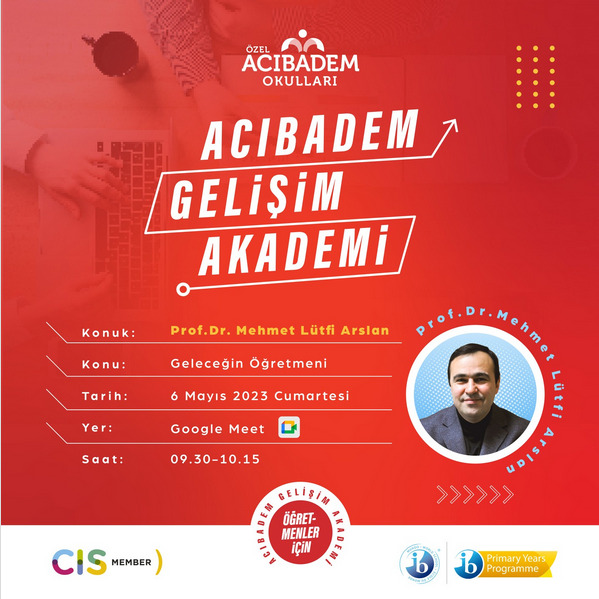 ÖZEL
ACIBADEM
OKULLARI
ACIBADEM
GELİŞİM
AKADEMİ
Konuk: Prof.Dr. Mehmet Lütfi Arslan
Konu: Geleceğin Öğretmeni
Tarih: 6 Mayıs 2023 Cumartesi
Yer: Google Meet
Saat: 09.30-10.15
Prof.Dr.Mehmet Lütfi Arslan
ACIBADEM GELİŞİM AKADEMİ
ÖĞRET-
MENLER
İÇİN
CIS MEMBER
ib
ib Primary Years
Programme